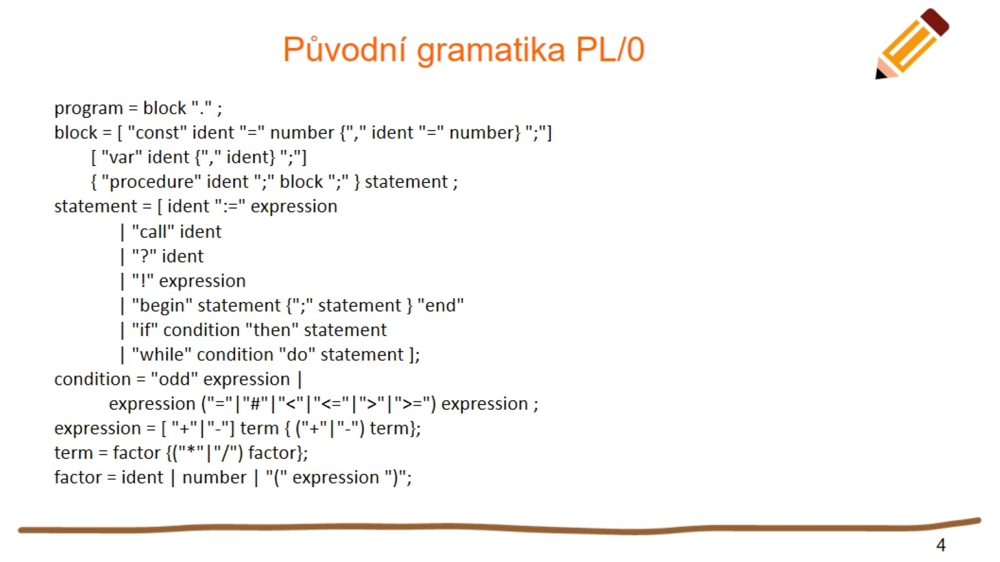 Původní gramatika PL/0
program = block "." ;
block = [ "const" ident "=" number {"," ident "=" number} ";"]
[ "var" ident {"," ident} ";"]
{ "procedure" ident ";" block ";" } statement ;
statement = [ ident ":=" expression
| "call" ident
| "?" ident
| "!" expression
| "begin" statement {";" statement } "end"
| "if" condition "then" statement
| "while" condition "do" statement ];
condition = "odd" expression |
expression ("="|"#"|"<"|"<="|">"|">=") expression ;
expression = [ "+"|"-"] term { ("+"|"-") term};
term = factor {("*"|"/") factor};
factor = ident | number | "(" expression ")";
4